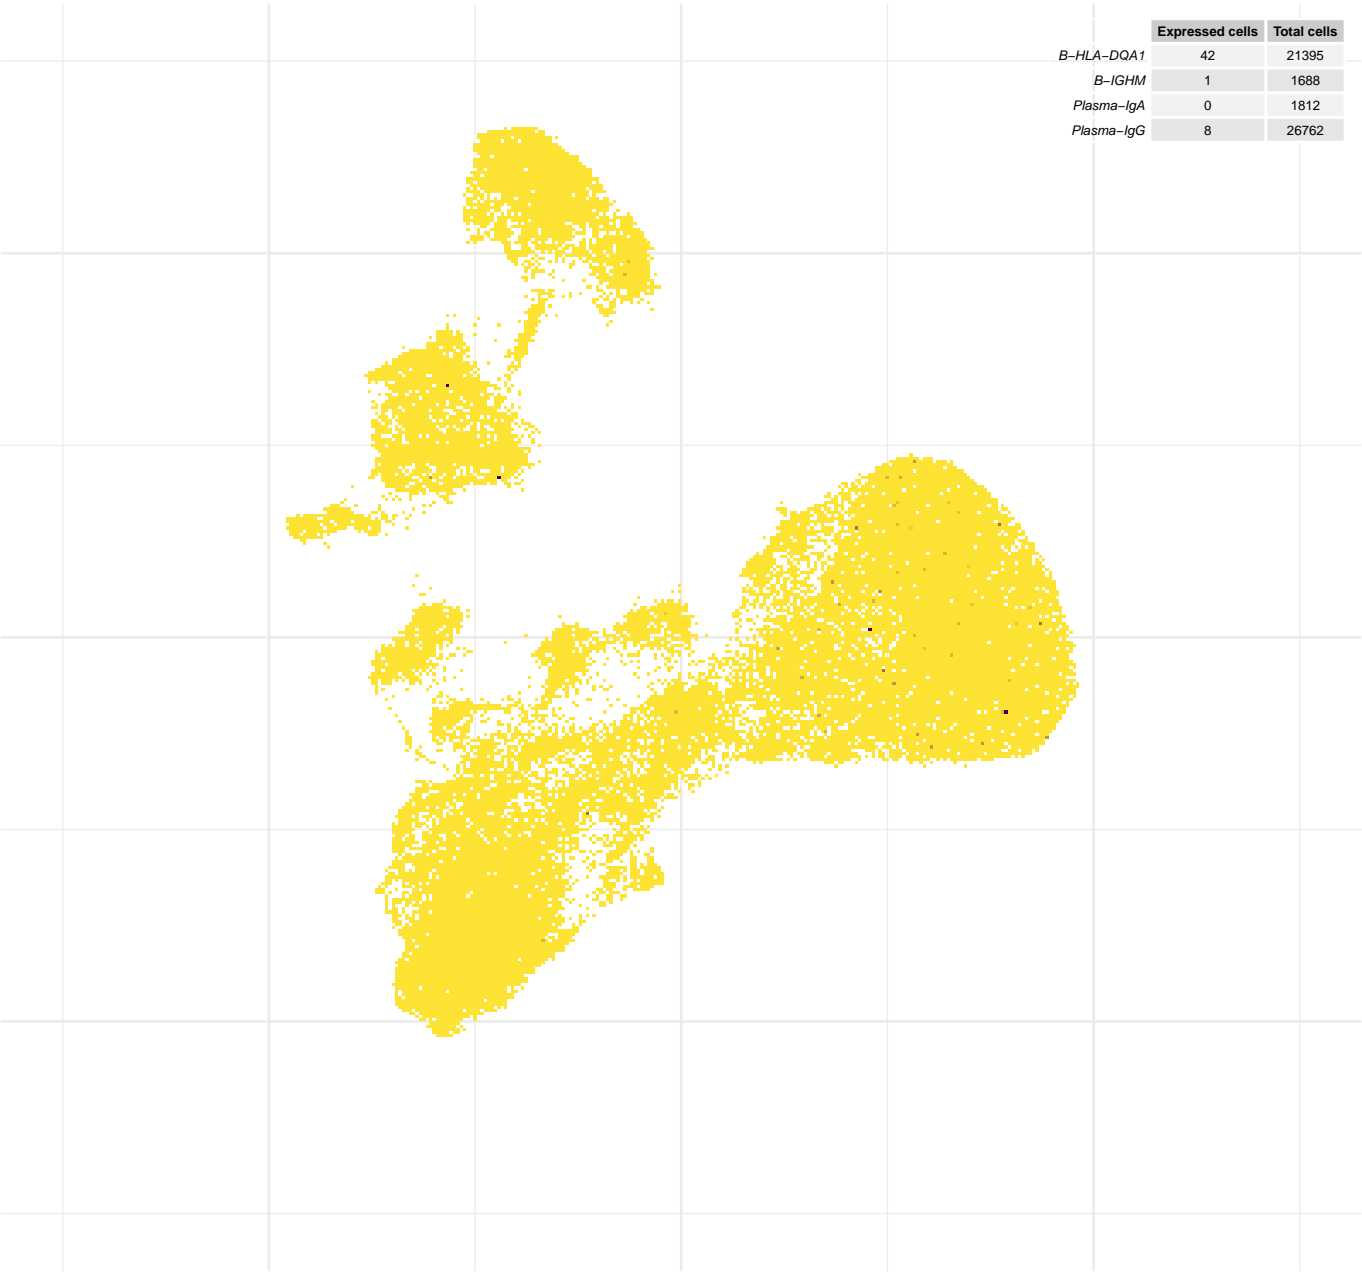 Expressed cells Total cells
B−HLA−DQA1 42 21395
B−IGHM 1 1688
Plasma−IgA 0 1812
Plasma−IgG 8 26762